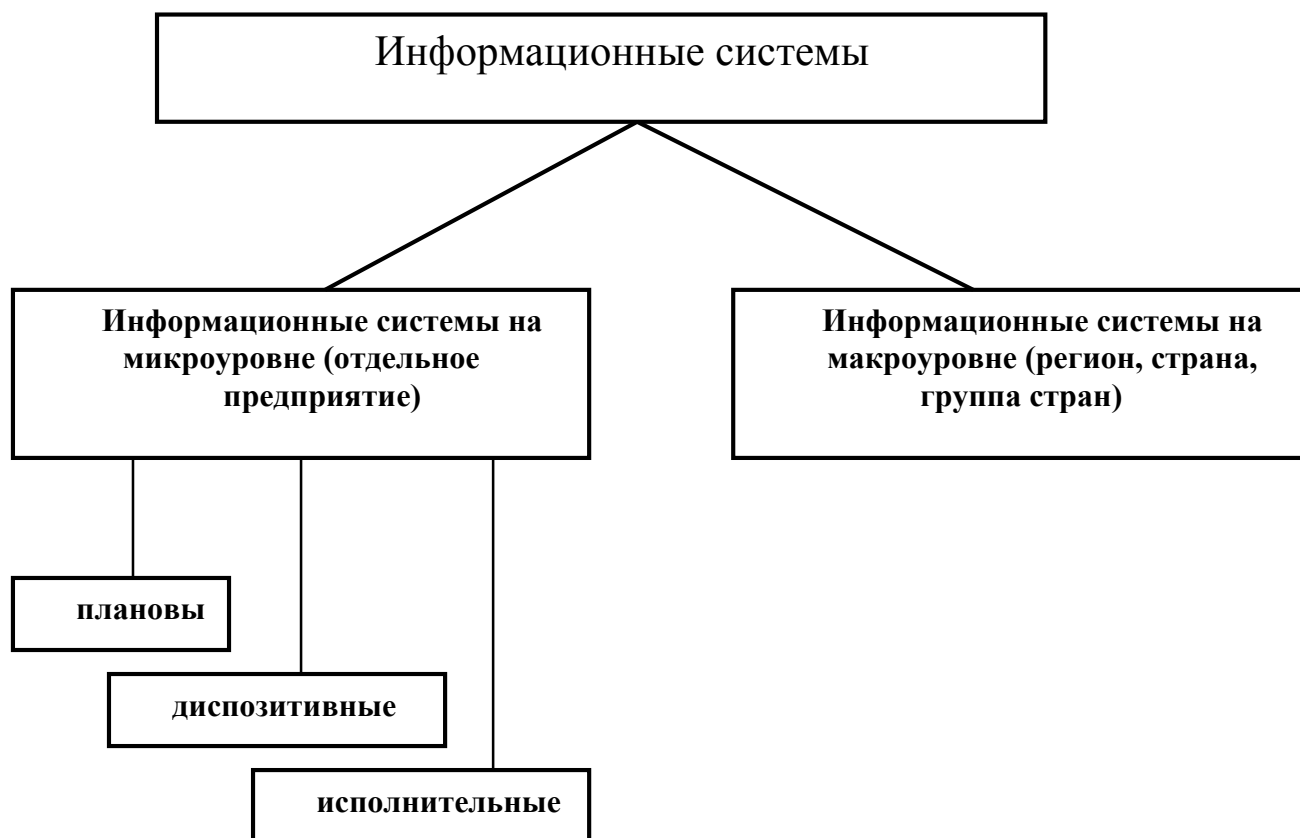 Информационные системы
Информационные системы на
микроуровне (отдельное
предприятие)
Информационные системы на
макроуровне (регион, страна,
группа стран)
плановы
диспозитивные
исполнительные